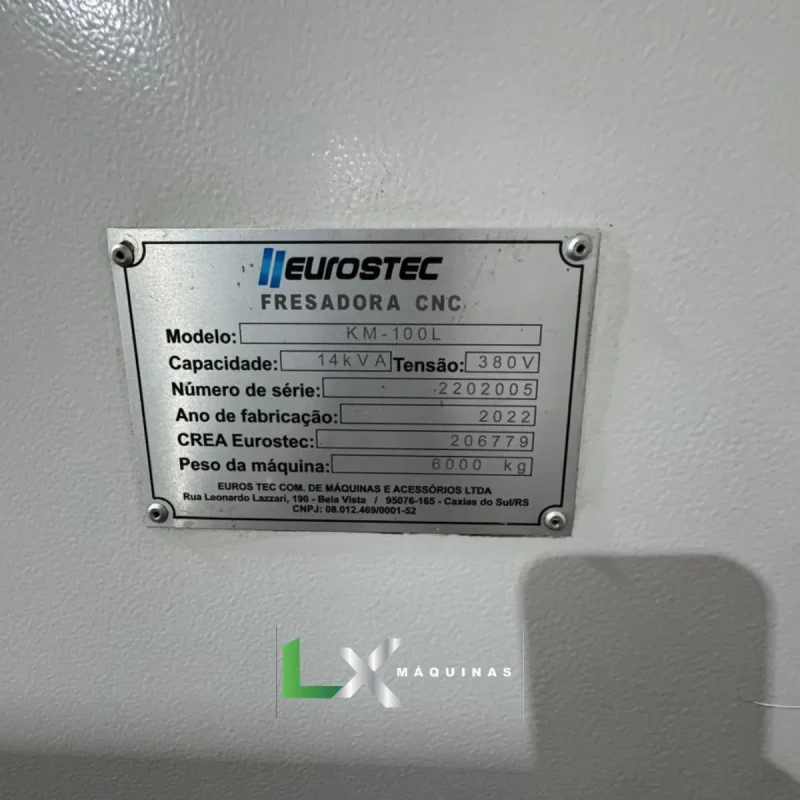 EUROSTEC
FRESADORA CNC
Modelo: KM-100L
Capacidade: 14kVA Tensão: 380V
Número de série: 2202005
Ano de fabricação: 2022
CREA Eurostec: 206779
Peso da máquina: 6000 kg
EUROS TEC COM. DE MÁQUINAS E ACESSÓRIOS LTDA
Rua Leonardo Lazzari, 190 - Bela Vista / 95076-165 - Caxias do Sul/RS
CNPJ: 08.012.469/0001-52
LX MÁQUINAS